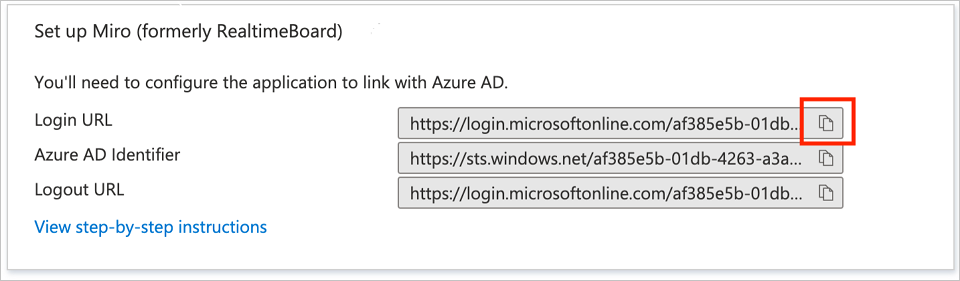 Set up Miro (formerly RealtimeBoard)
You'll need to configure the application to link with Azure AD.
Login URL https://login.microsoftonline.com/af385e5b-01db...
Azure AD Identifier https://sts.windows.net/af385e5b-01db-4263-a3a...
Logout URL https://login.microsoftonline.com/af385e5b-01db...
View step-by-step instructions